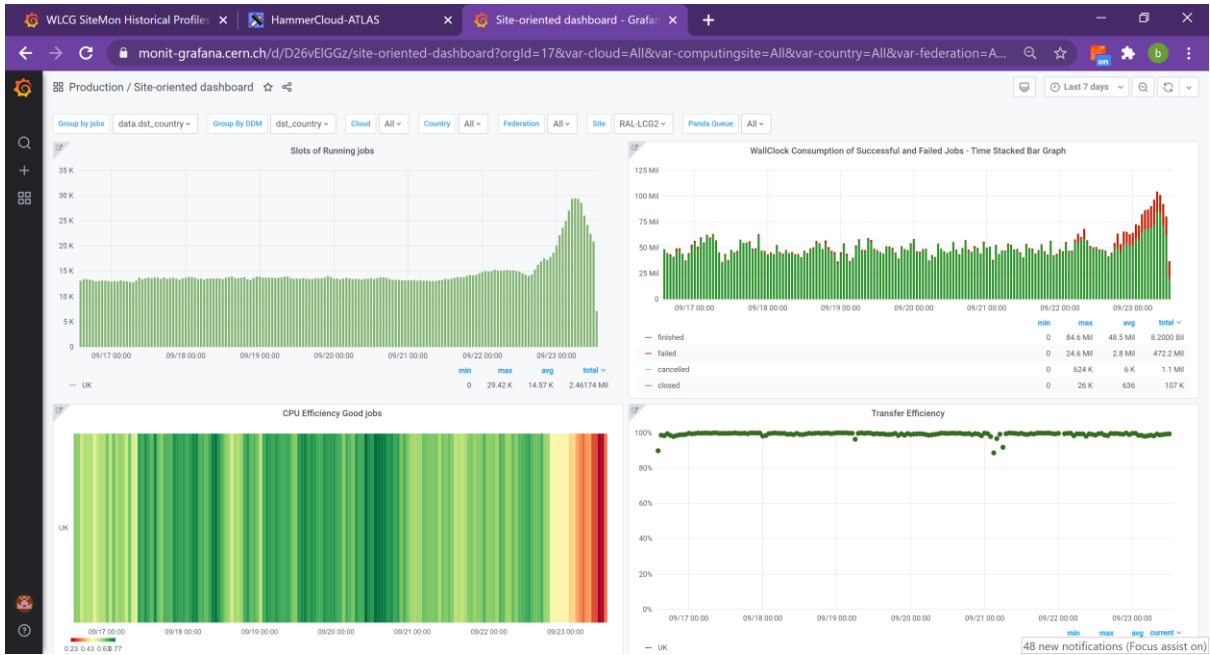 WLCG SiteMon Historical Profiles
HammerCloud-ATLAS
Site-oriented dashboard - Grafan
monit-grafana.cern.ch/d/D26vElGGz/site-oriented-dashboard?orgId=17&var-cloud=All&var-computingsite=All&var-country=All&var-federation=A...
on
b
Production / Site-oriented dashboard
Last 7 days
Group by jobs data.dst_country Group By DDM dst_country Cloud All Country All Federation All Site RAL-LCG2 Panda Queue All
Slots of Running jobs
35 K
30 K
25 K
20 K
15 K
10 K
5 K
0
09/17 00:00 09/18 00:00 09/19 00:00 09/20 00:00 09/21 00:00 09/22 00:00 09/23 00:00
min max avg total
UK 0 29.42 K 14.57 K 2.46174 Mil
WallClock Consumption of Successful and Failed Jobs - Time Stacked Bar Graph
125 Mil
100 Mil
75 Mil
50 Mil
25 Mil
0
09/17 00:00 09/18 00:00 09/19 00:00 09/20 00:00 09/21 00:00 09/22 00:00 09/23 00:00
min max avg total
finished 0 84.6 Mil 48.5 Mil 8.2000 Bil
failed 0 24.6 Mil 2.8 Mil 472.2 Mil
cancelled 0 624 K 6 K 1.1 Mil
closed 0 26 K 636 107 K
CPU Efficiency Good jobs
UK
09/17 00:00 09/18 00:00 09/19 00:00 09/20 00:00 09/21 00:00 09/22 00:00 09/23 00:00
0.23 0.43 0.63 0.77
Transfer Efficiency
100%
80%
60%
40%
20%
0%
09/17 00:00 09/18 00:00 09/19 00:00 09/20 00:00 09/21 00:00 09/22 00:00 09/23 00:00
min max avg current
UK
48 new notifications (Focus assist on)